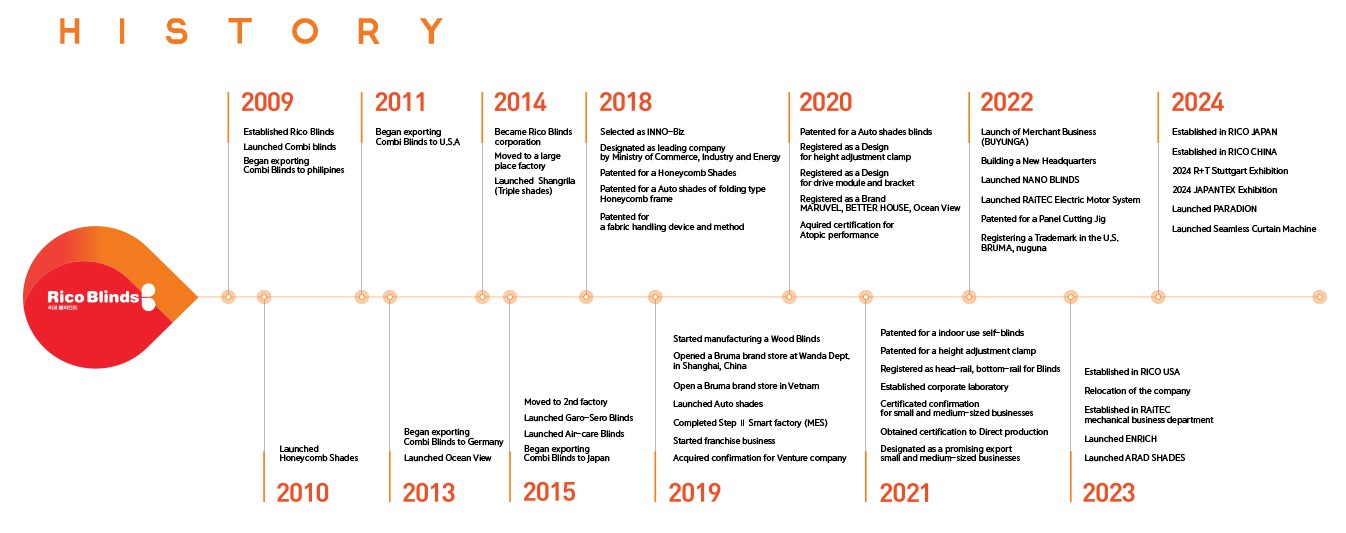 HISTORY
Rico Blinds
리코 블라인드
2009
Established Rico Blinds
Launched Combi blinds
Began exporting
Combi Blinds to philipines
2010
Launched
Honeycomb Shades
2011
Began exporting
Combi Blinds to U.S.A
2013
Began exporting
Combi Blinds to Germany
Launched Ocean View
2014
Became Rico Blinds
corporation
Moved to a large
place factory
Launched Shangrila
(Triple shades)
2015
Moved to 2nd factory
Launched Garo-Sero Blinds
Launched Air-care Blinds
Began exporting
Combi Blinds to Japan
2018
Selected as INNO-Biz
Designated as leading company
by Ministry of Commerce, Industry and Energy
Patented for a Honeycomb Shades
Patented for a Auto shades of folding type
Honeycomb frame
Patented for
a fabric handling device and method
2019
Started manufacturing a Wood Blinds
Opened a Bruma brand store at Wanda Dept.
in Shanghai, China
Open a Bruma brand store in Vetnam
Launched Auto shades
Completed Step Ⅱ Smart factory (MES)
Started franchise business
Acquired confirmation for Venture company
2020
Patented for a Auto shades blinds
Registered as a Design
for height adjustment clamp
Registered as a Design
for drive module and bracket
Registered as a Brand
MARUVEL, BETTER HOUSE, Ocean View
Aquired certification for
Atopic performance
2021
Patented for a indoor use self-blinds
Patented for a height adjustment clamp
Registered as head-rail, bottom-rail for Blinds
Established corporate laboratory
Certificated confirmation
for small and medium-sized businesses
Obtained certification to Direct production
Designated as a promising export
small and medium-sized businesses
2022
Launch of Merchant Business
(BUYUNGA)
Building a New Headquarters
Launched NANO BLINDS
Launched RAiTEC Electric Motor System
Patented for a Panel Cutting Jig
Registering a Trademark in the U.S.
BRUMA, nuguna
2023
Established in RICO USA
Relocation of the company
Established in RAiTEC
mechanical business department
Launched ENRICH
Launched ARAD SHADES
2024
Established in RICO JAPAN
Established in RICO CHINA
2024 R+T Stuttgart Exhibition
2024 JAPANTEX Exhibition
Launched PARADION
Launched Seamless Curtain Machine